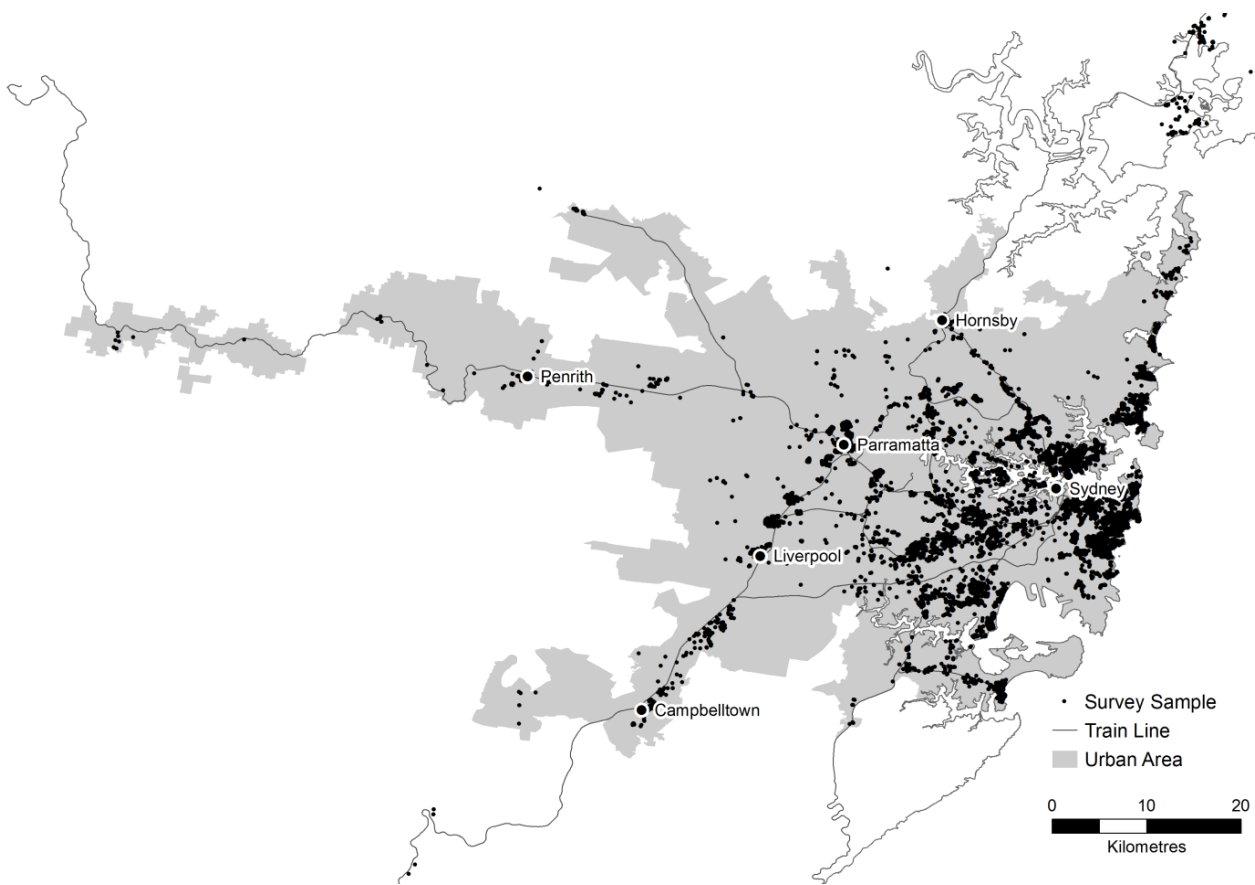 Hornsby
Penrith
Parramatta
Sydney
Liverpool
Campbelltown
Survey Sample
Train Line
Urban Area
0 10 20
Kilometres